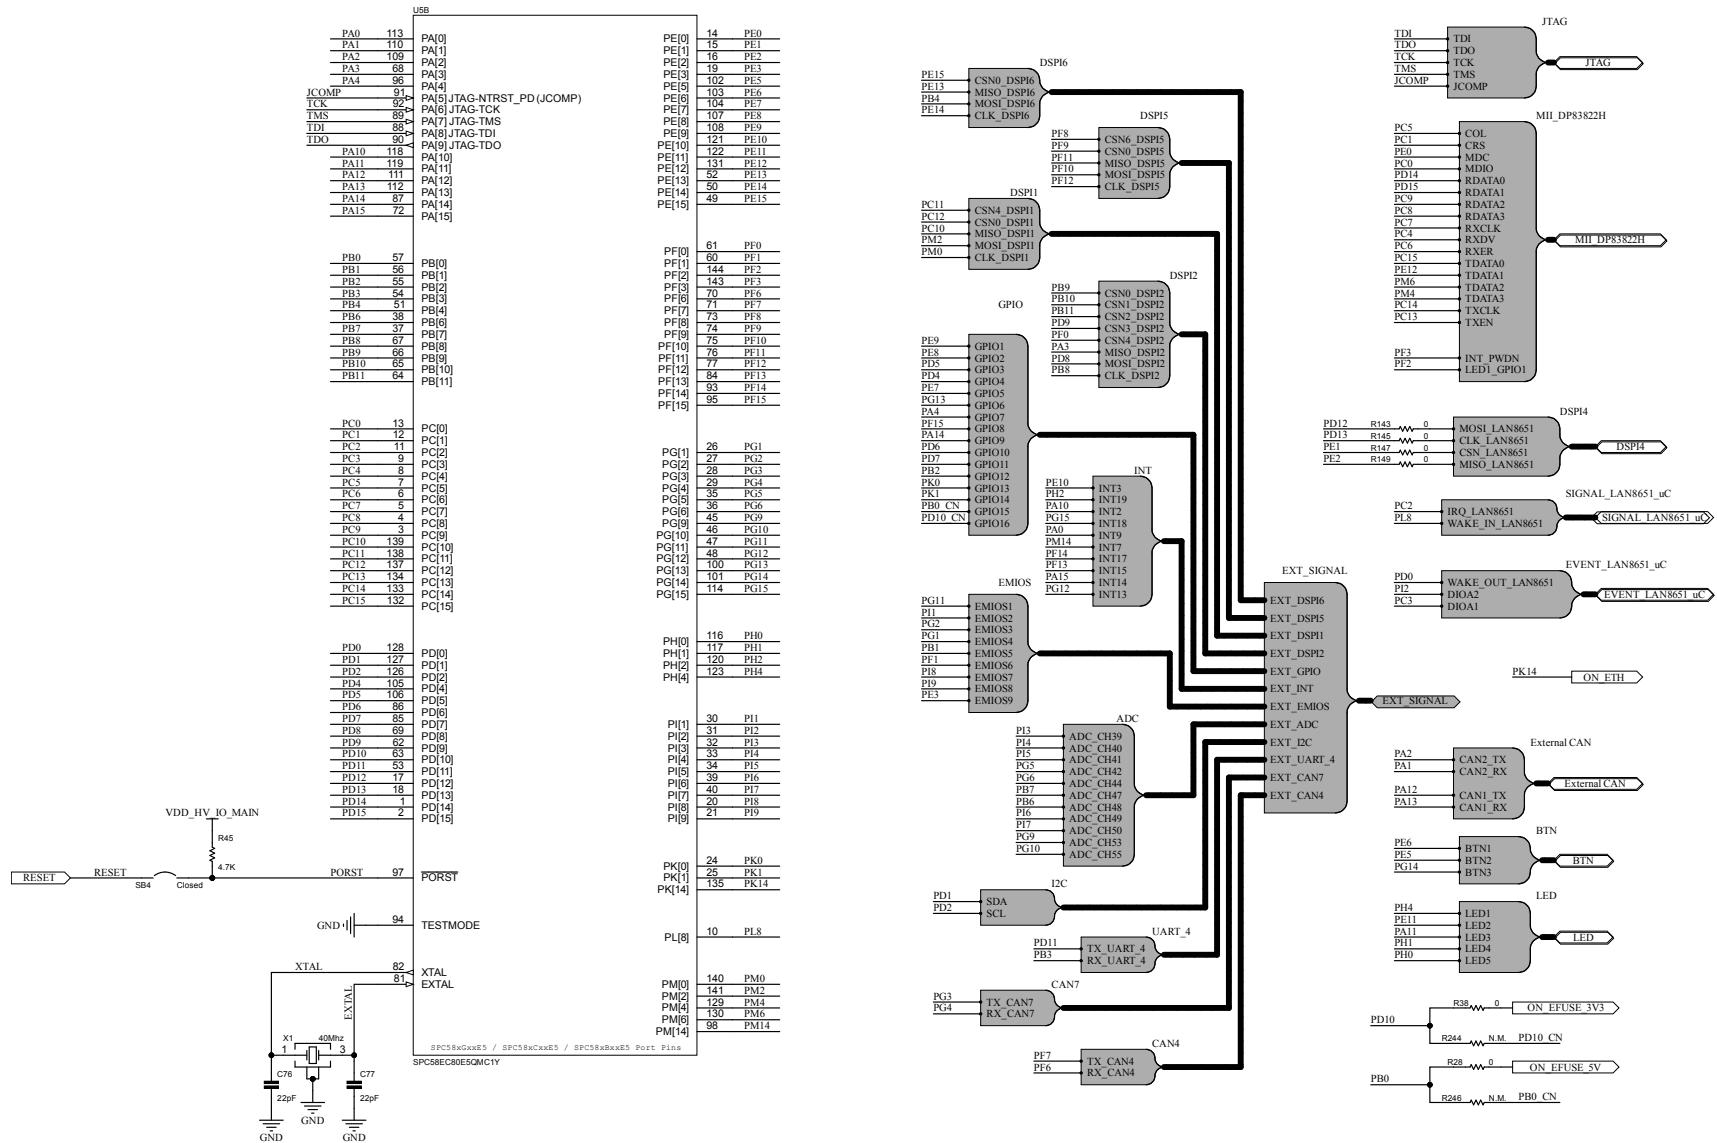 U5B
PA0 113 PA[0]
PA1 110 PA[1]
PA2 109 PA[2]
PA3 68 PA[3]
PA4 96 PA[4]
JCOMP 91 PA[5] JTAG-NTRST_PD (JCOMP)
TCK 92 PA[6] JTAG-TCK
TMS 89 PA[7] JTAG-TMS
TDI 88 PA[8] JTAG-TDI
TDO 90 PA[9] JTAG-TDO
PA10 118 PA[10]
PA11 119 PA[11]
PA12 111 PA[12]
PA13 112 PA[13]
PA14 87 PA[14]
PA15 72 PA[15]
PB0 57 PB[0]
PB1 56 PB[1]
PB2 55 PB[2]
PB3 54 PB[3]
PB4 51 PB[4]
PB6 38 PB[6]
PB7 37 PB[7]
PB8 67 PB[8]
PB9 66 PB[9]
PB10 65 PB[10]
PB11 64 PB[11]
PC0 13 PC[0]
PC1 12 PC[1]
PC2 11 PC[2]
PC3 9 PC[3]
PC4 8 PC[4]
PC5 7 PC[5]
PC6 6 PC[6]
PC7 5 PC[7]
PC8 4 PC[8]
PC9 3 PC[9]
PC10 139 PC[10]
PC11 138 PC[11]
PC12 137 PC[12]
PC13 134 PC[13]
PC14 133 PC[14]
PC15 132 PC[15]
PD0 128 PD[0]
PD1 127 PD[1]
PD2 126 PD[2]
PD4 105 PD[4]
PD5 106 PD[5]
PD6 86 PD[6]
PD7 85 PD[7]
PD8 69 PD[8]
PD9 62 PD[9]
PD10 63 PD[10]
PD11 53 PD[11]
PD12 17 PD[12]
PD13 18 PD[13]
PD14 1 PD[14]
PD15 2 PD[15]
VDD_HV_IO_MAIN
R45
4.7K
RESET RESET SB4 Closed PORST 97 PORST
GND 94 TESTMODE
XTAL 82 XTAL
EXTAL 81 EXTAL
X1 40Mhz
1 3
C76 22pF
C77 22pF
GND
GND
GND
PE[0] 14 PE0
PE[1] 15 PE1
PE[2] 16 PE2
PE[3] 19 PE3
PE[5] 102 PE5
PE[6] 103 PE6
PE[7] 104 PE7
PE[8] 107 PE8
PE[9] 108 PE9
PE[10] 121 PE10
PE[11] 122 PE11
PE[12] 131 PE12
PE[13] 52 PE13
PE[14] 50 PE14
PE[15] 49 PE15
PF[0] 61 PF0
PF[1] 60 PF1
PF[2] 144 PF2
PF[3] 143 PF3
PF[6] 70 PF6
PF[7] 71 PF7
PF[8] 73 PF8
PF[9] 74 PF9
PF[10] 75 PF10
PF[11] 76 PF11
PF[12] 77 PF12
PF[13] 84 PF13
PF[14] 93 PF14
PF[15] 95 PF15
PG[1] 26 PG1
PG[2] 27 PG2
PG[3] 28 PG3
PG[4] 29 PG4
PG[5] 35 PG5
PG[6] 36 PG6
PG[9] 45 PG9
PG[10] 46 PG10
PG[11] 47 PG11
PG[12] 48 PG12
PG[13] 100 PG13
PG[14] 101 PG14
PG[15] 114 PG15
PH[0] 116 PH0
PH[1] 117 PH1
PH[2] 120 PH2
PH[4] 123 PH4
PI[1] 30 PI1
PI[2] 31 PI2
PI[3] 32 PI3
PI[4] 33 PI4
PI[5] 34 PI5
PI[6] 39 PI6
PI[7] 40 PI7
PI[8] 20 PI8
PI[9] 21 PI9
PK[0] 24 PK0
PK[1] 25 PK1
PK[14] 135 PK14
PL[8] 10 PL8
PM[0] 140 PM0
PM[2] 141 PM2
PM[4] 129 PM4
PM[6] 130 PM6
PM[14] 98 PM14
SPC58xGxxE5 / SPC58xCxxE5 / SPC58xBxxE5 Port Pins
SPC58EC80E5QMC1Y
DSPI6
PE15 CSN0_DSPI6
PE13 MISO_DSPI6
PB4 MOSI_DSPI6
PE14 CLK_DSPI6
DSPI5
PF8 CSN6_DSPI5
PF9 CSN0_DSPI5
PF11 MISO_DSPI5
PF10 MOSI_DSPI5
PF12 CLK_DSPI5
DSPI1
PC11 CSN4_DSPI1
PC12 CSN0_DSPI1
PC10 MISO_DSPI1
PM2 MOSI_DSPI1
PM0 CLK_DSPI1
DSPI2
PB9 CSN0_DSPI2
PB10 CSN1_DSPI2
PB11 CSN2_DSPI2
PD9 CSN3_DSPI2
PF0 CSN4_DSPI2
PA3 MISO_DSPI2
PD8 MOSI_DSPI2
PB8 CLK_DSPI2
GPIO
PE9 GPIO1
PE8 GPIO2
PD5 GPIO3
PD4 GPIO4
PE7 GPIO5
PG13 GPIO6
PA4 GPIO7
PF15 GPIO8
PA14 GPIO9
PD6 GPIO10
PD7 GPIO11
PB2 GPIO12
PK0 GPIO13
PK1 GPIO14
PB0_CN GPIO15
PD10_CN GPIO16
INT
PE10 INT3
PH2 INT19
PA10 INT2
PG15 INT18
PA0 INT9
PM14 INT7
PF14 INT17
PF13 INT15
PA15 INT14
PG12 INT13
EMIOS
PG11 EMIOS1
PI1 EMIOS2
PG2 EMIOS3
PG1 EMIOS4
PB1 EMIOS5
PF1 EMIOS6
PI8 EMIOS7
PI9 EMIOS8
PE3 EMIOS9
ADC
PI3 ADC_CH39
PI4 ADC_CH40
PI5 ADC_CH41
PG5 ADC_CH42
PG6 ADC_CH44
PB7 ADC_CH47
PB6 ADC_CH48
PI6 ADC_CH49
PI7 ADC_CH50
PG9 ADC_CH53
PG10 ADC_CH55
I2C
PD1 SDA
PD2 SCL
UART_4
PD11 TX_UART_4
PB3 RX_UART_4
CAN7
PG3 TX_CAN7
PG4 RX_CAN7
CAN4
PF7 TX_CAN4
PF6 RX_CAN4
EXT_SIGNAL
EXT_DSPI6
EXT_DSPI5
EXT_DSPI1
EXT_DSPI2
EXT_GPIO
EXT_INT
EXT_EMIOS
EXT_ADC
EXT_I2C
EXT_UART_4
EXT_CAN7
EXT_CAN4
EXT_SIGNAL
JTAG
TDI TDI
TDO TDO
TCK TCK
TMS TMS
JCOMP JCOMP
JTAG
MII_DP83822H
PC5 COL
PC1 CRS
PE0 MDC
PC0 MDIO
PD14 RDATA0
PD15 RDATA1
PC9 RDATA2
PC8 RDATA3
PC7 RXCLK
PC4 RXDV
PC6 RXER
PC15 TDATA0
PE12 TDATA1
PM6 TDATA2
PM4 TDATA3
PC14 TXCLK
PC13 TXEN
PF3 INT_PWDN
PF2 LED1_GPIO1
MII_DP83822H
DSPI4
PD12 R143 0 MOSI_LAN8651
PD13 R145 0 CLK_LAN8651
PE1 R147 0 CSN_LAN8651
PE2 R149 0 MISO_LAN8651
DSPI4
SIGNAL_LAN8651_uC
PC2 IRQ_LAN8651
PL8 WAKE_IN_LAN8651
SIGNAL_LAN8651_uC
EVENT_LAN8651_uC
PD0 WAKE_OUT_LAN8651
PI2 DIOA2
PC3 DIOA1
EVENT_LAN8651_uC
PK14 ON_ETH
External CAN
PA2 CAN2_TX
PA1 CAN2_RX
PA12 CAN1_TX
PA13 CAN1_RX
External CAN
BTN
PE6 BTN1
PE5 BTN2
PG14 BTN3
BTN
LED
PH4 LED1
PE11 LED2
PA11 LED3
PH1 LED4
PH0 LED5
LED
R38 0 ON_EFUSE_3V3
PD10
R244 N.M. PD10_CN
R28 0 ON_EFUSE_5V
PB0
R246 N.M. PB0_CN